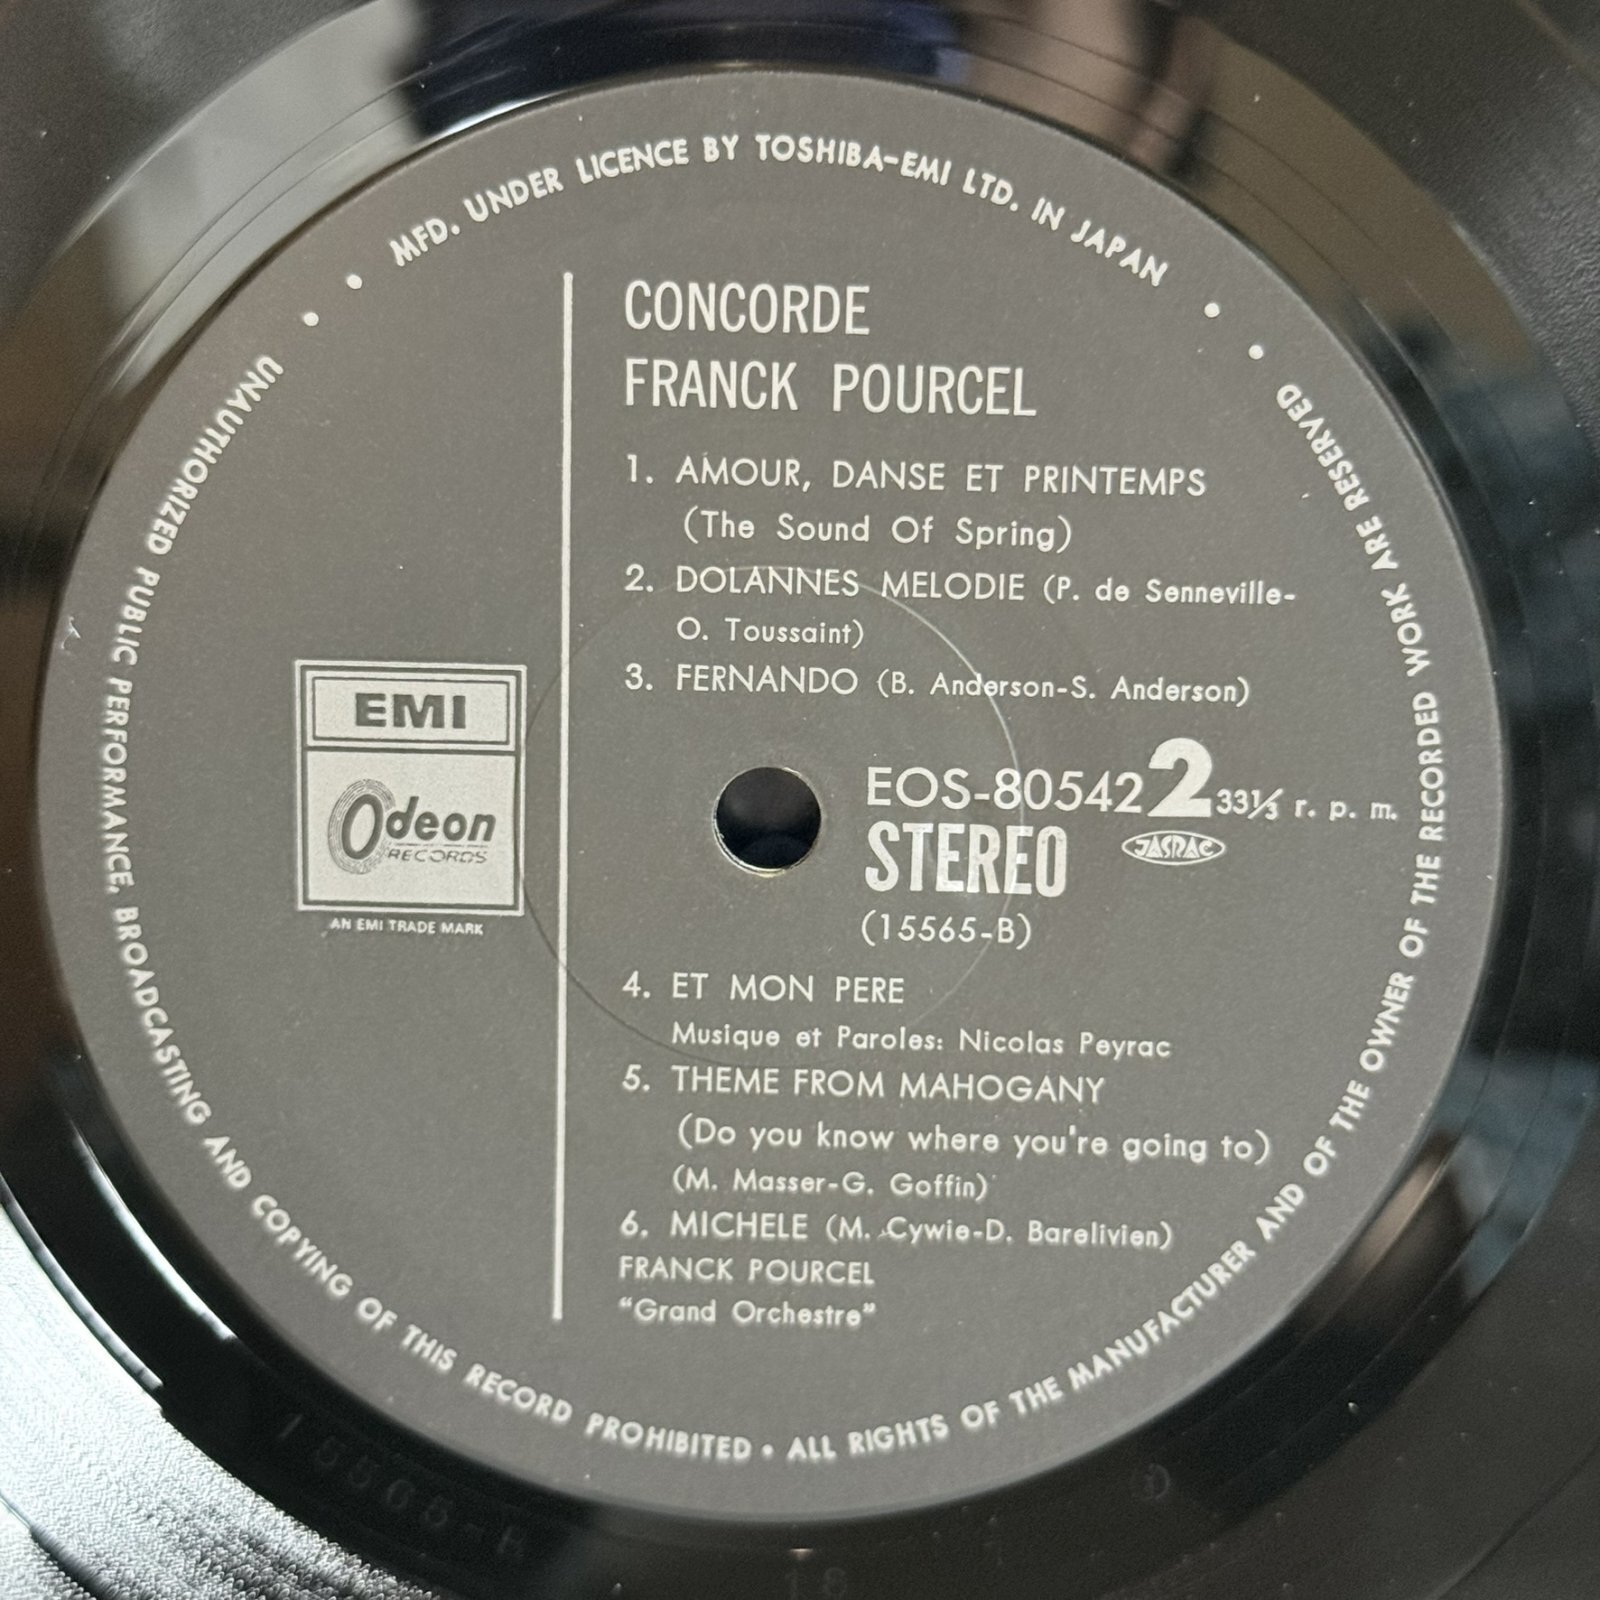 MFD. UNDER LICENCE BY TOSHIBA-EMI LTD. IN JAPAN
CONCORDE
FRANCK POURCEL
1. AMOUR, DANSE ET PRINTEMPS
(The Sound Of Spring)
2. DOLANNES MELODIE (P. de Senneville-
O. Toussaint)
3. FERNANDO (B. Anderson-S. Anderson)
EMI
Odeon
RECORDS
AN EMI TRADE MARK
EOS-80542 2 33⅓ r. p. m.
STEREO JASRAC
(15565-B)
4. ET MON PERE
Musique et Paroles: Nicolas Peyrac
5. THEME FROM MAHOGANY
(Do you know where you're going to)
(M. Masser-G. Goffin)
6. MICHELE (M. Cywie-D. Barelivien)
FRANCK POURCEL
"Grand Orchestre"
UNAUTHORIZED PUBLIC PERFORMANCE, BROADCASTING AND COPYING OF THIS RECORD PROHIBITED • ALL RIGHTS OF THE MANUFACTURER AND OF THE OWNER OF THE RECORDED WORK ARE RESERVED